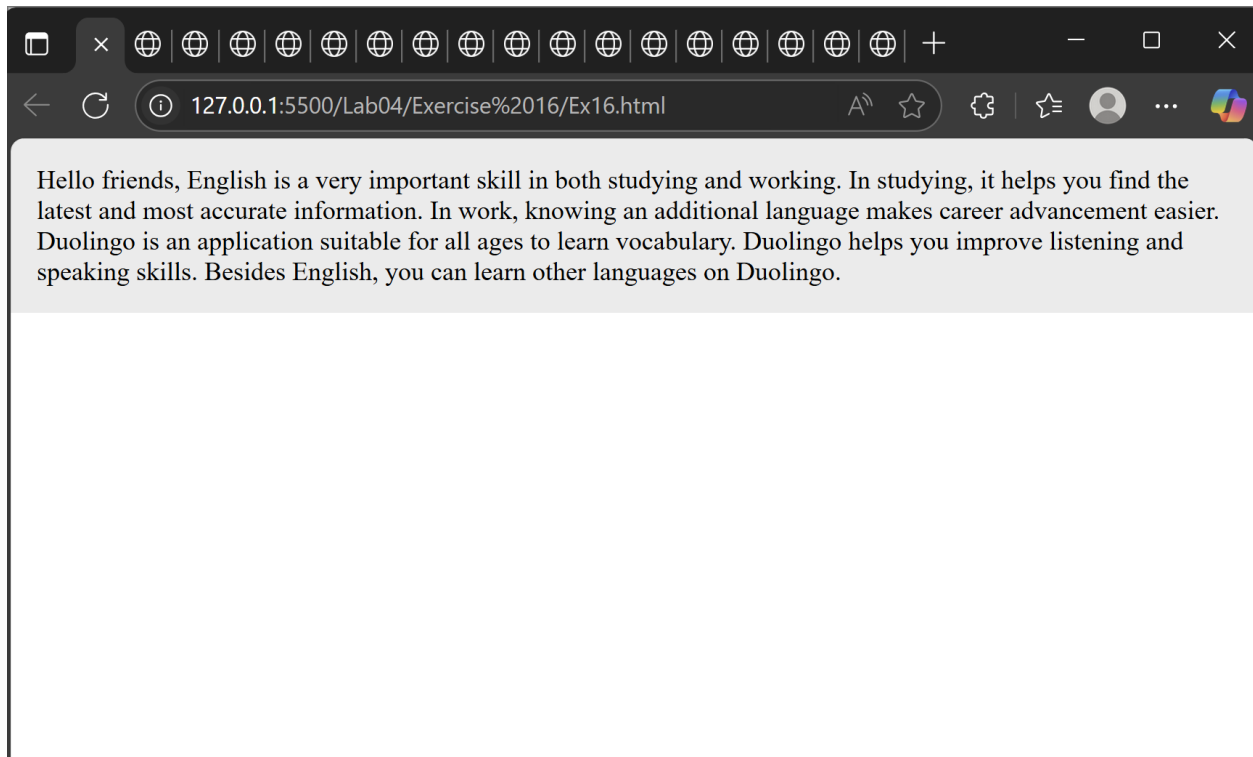 127.0.0.1:5500/Lab04/Exercise%2016/Ex16.html
Hello friends, English is a very important skill in both studying and working. In studying, it helps you find the
latest and most accurate information. In work, knowing an additional language makes career advancement easier.
Duolingo is an application suitable for all ages to learn vocabulary. Duolingo helps you improve listening and
speaking skills. Besides English, you can learn other languages on Duolingo.